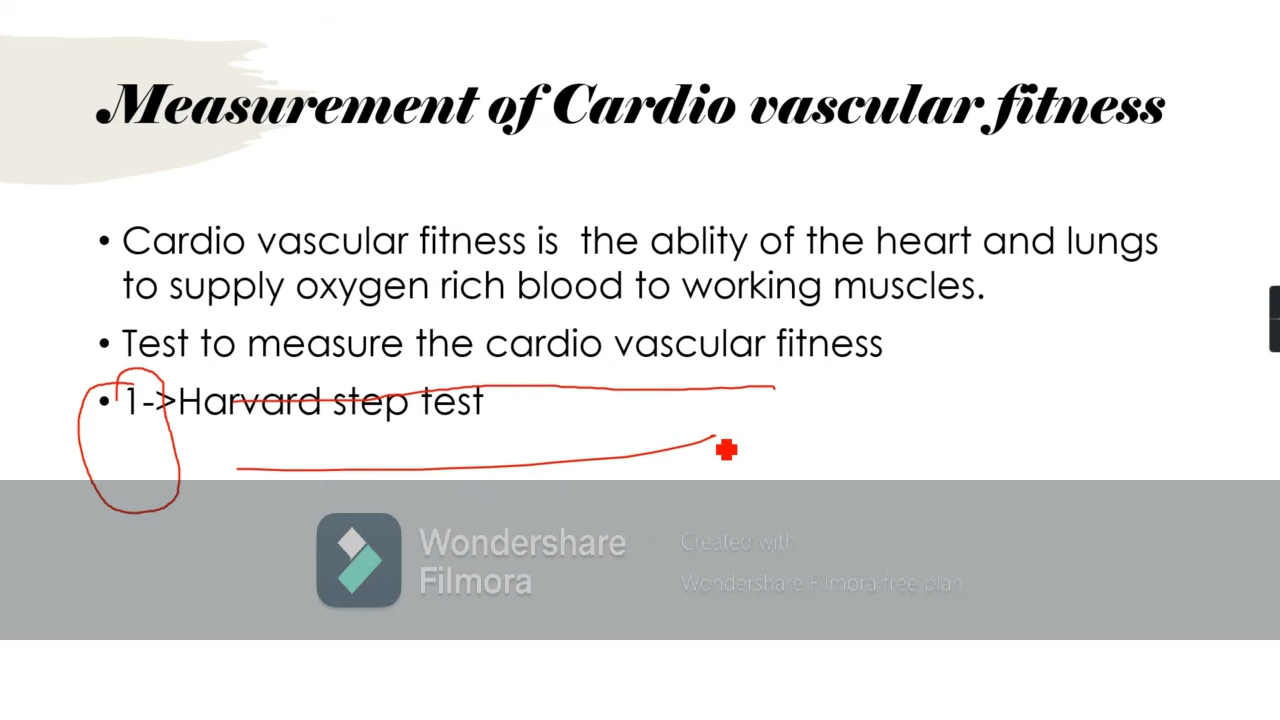 Measurement of Cardio vascular fitness
• Cardio vascular fitness is the ablity of the heart and lungs
to supply oxygen rich blood to working muscles.
• Test to measure the cardio vascular fitness
• 1->Harvard step test
Wondershare
Filmora
Created with
Wondershare Filmora free plan